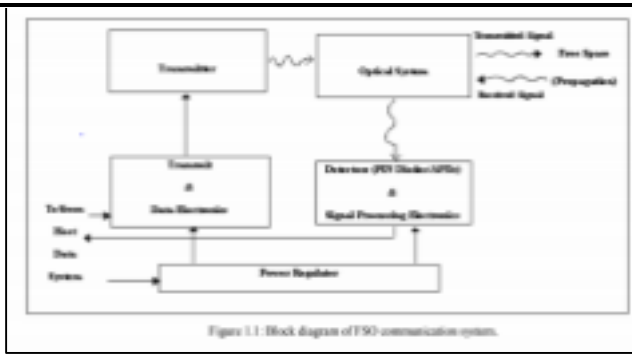 Transmitted Signal
Transmitter
Optical System
Free Space
(Propagation)
Received Signal
Transmit
&
Data Electronics
Detectors (PIN Diodes/APDs)
&
Signal Processing Electronics
To/from
Host
Data
System
Power Regulator
Figure 1.1: Block diagram of FSO communication system.